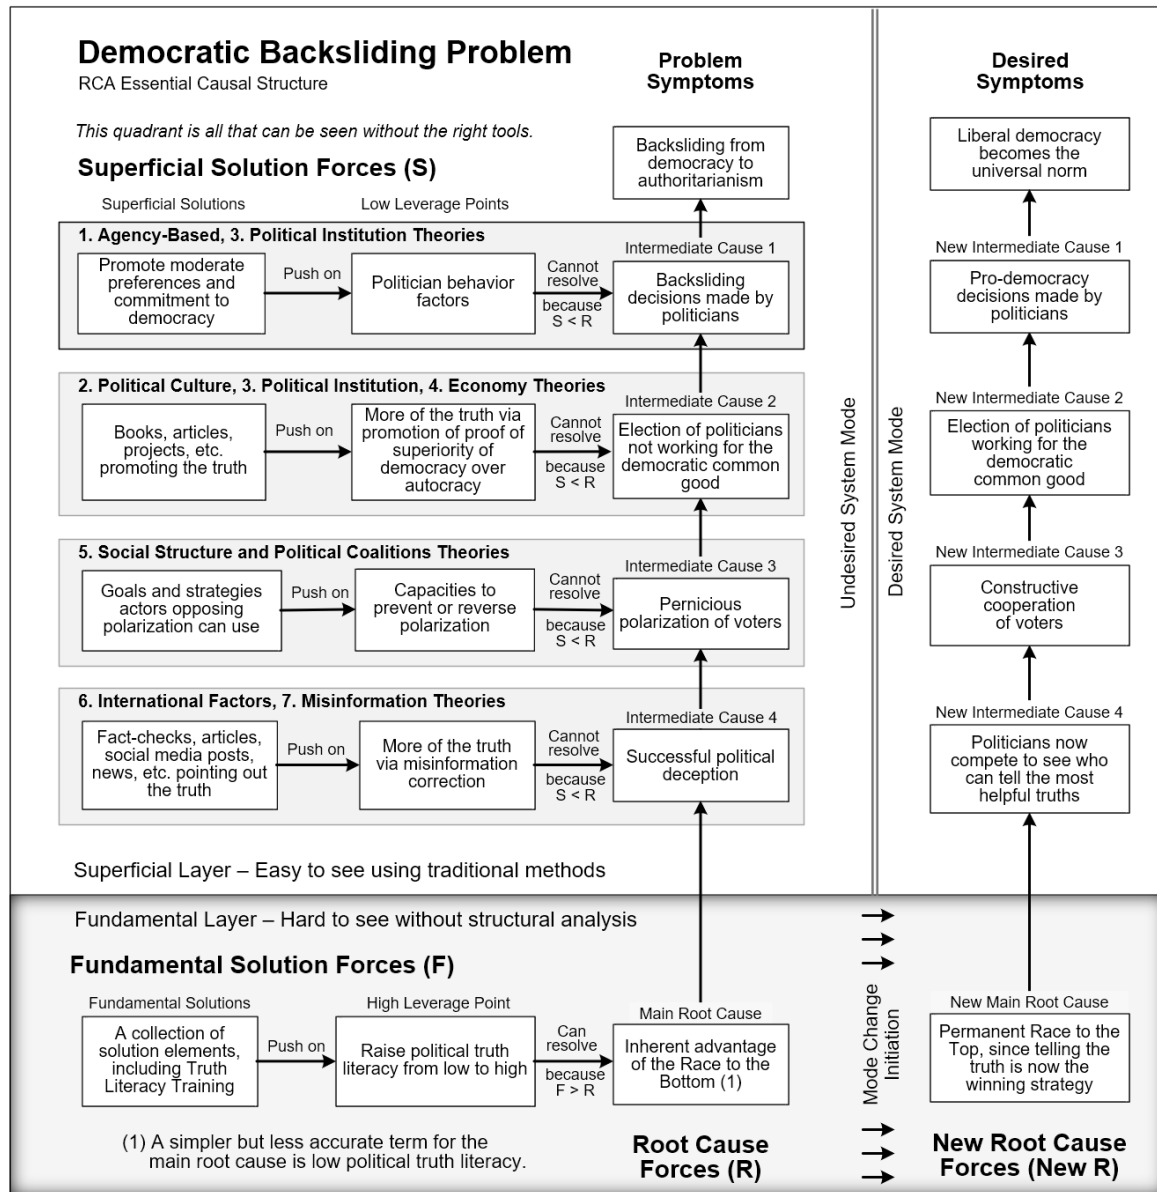 Democratic Backsliding Problem
RCA Essential Causal Structure
This quadrant is all that can be seen without the right tools.
Problem
Symptoms
Desired
Symptoms
Superficial Solution Forces (S)
Superficial Solutions
Low Leverage Points
Backsliding from
democracy to
authoritarianism
Liberal democracy
becomes the
universal norm
1. Agency-Based, 3. Political Institution Theories
Promote moderate
preferences and
commitment to
democracy
Push on
Politician behavior
factors
Cannot
resolve
because
S < R
Intermediate Cause 1
Backsliding
decisions made by
politicians
New Intermediate Cause 1
Pro-democracy
decisions made by
politicians
2. Political Culture, 3. Political Institution, 4. Economy Theories
Books, articles,
projects, etc.
promoting the truth
Push on
More of the truth via
promotion of proof of
superiority of
democracy over
autocracy
Cannot
resolve
because
S < R
Intermediate Cause 2
Election of politicians
not working for the
democratic common
good
New Intermediate Cause 2
Election of politicians
working for the
democratic
common good
Undesired System Mode
Desired System Mode
5. Social Structure and Political Coalitions Theories
Goals and strategies
actors opposing
polarization can use
Push on
Capacities to
prevent or reverse
polarization
Cannot
resolve
because
S < R
Intermediate Cause 3
Pernicious
polarization of voters
New Intermediate Cause 3
Constructive
cooperation
of voters
6. International Factors, 7. Misinformation Theories
Fact-checks, articles,
social media posts,
news, etc. pointing out
the truth
Push on
More of the truth
via misinformation
correction
Cannot
resolve
because
S < R
Intermediate Cause 4
Successful political
deception
New Intermediate Cause 4
Politicians now
compete to see who
can tell the most
helpful truths
Superficial Layer – Easy to see using traditional methods
Fundamental Layer – Hard to see without structural analysis
Fundamental Solution Forces (F)
Fundamental Solutions
High Leverage Point
A collection of
solution elements,
including Truth
Literacy Training
Push on
Raise political truth
literacy from low to high
Can
resolve
because
F > R
Main Root Cause
Inherent advantage
of the Race to the
Bottom (1)
Mode Change
Initiation
New Main Root Cause
Permanent Race to the
Top, since telling the
truth is now the
winning strategy
(1) A simpler but less accurate term for the
main root cause is low political truth literacy.
Root Cause
Forces (R)
New Root Cause
Forces (New R)